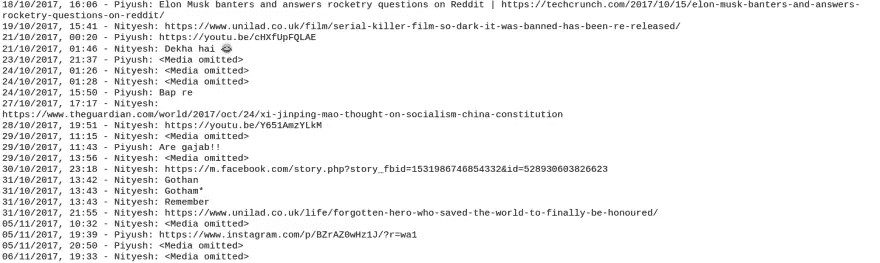 18/10/2017, 16:06 - Piyush: Elon Musk banters and answers rocketry questions on Reddit | https://techcrunch.com/2017/10/15/elon-musk-banters-and-answers-
rocketry-questions-on-reddit/
19/10/2017, 15:41 - Nityesh: https://www.unilad.co.uk/film/serial-killer-film-so-dark-it-was-banned-has-been-re-released/
21/10/2017, 00:20 - Piyush: https://youtu.be/cHXfUpFQLAE
21/10/2017, 01:46 - Nityesh: Dekha hai 😂
23/10/2017, 21:37 - Piyush: <Media omitted>
24/10/2017, 01:26 - Nityesh: <Media omitted>
24/10/2017, 01:28 - Nityesh: <Media omitted>
24/10/2017, 15:50 - Piyush: Bap re
27/10/2017, 17:17 - Nityesh:
https://www.theguardian.com/world/2017/oct/24/xi-jinping-mao-thought-on-socialism-china-constitution
28/10/2017, 19:51 - Nityesh: https://youtu.be/Y651AmzYLkM
29/10/2017, 11:15 - Nityesh: <Media omitted>
29/10/2017, 11:43 - Piyush: Are gajab!!
29/10/2017, 13:56 - Nityesh: <Media omitted>
30/10/2017, 23:18 - Nityesh: https://m.facebook.com/story.php?story_fbid=1531986746854332&id=528930603826623
31/10/2017, 13:42 - Nityesh: Gothan
31/10/2017, 13:43 - Nityesh: Gotham*
31/10/2017, 13:43 - Nityesh: Remember
31/10/2017, 21:55 - Nityesh: https://www.unilad.co.uk/life/forgotten-hero-who-saved-the-world-to-finally-be-honoured/
05/11/2017, 10:32 - Nityesh: <Media omitted>
05/11/2017, 19:39 - Piyush: https://www.instagram.com/p/BZrAZ0wHz1J/?r=wa1
05/11/2017, 20:50 - Piyush: <Media omitted>
06/11/2017, 19:33 - Nityesh: <Media omitted>